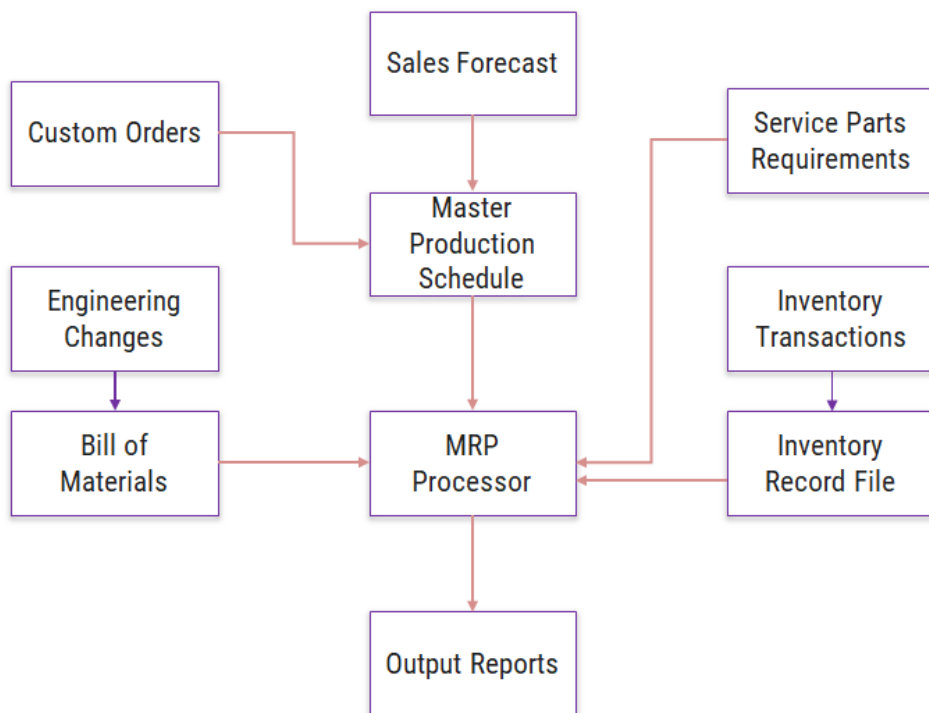 Sales Forecast
Custom Orders
Service Parts
Requirements
Master
Production
Schedule
Engineering
Changes
Inventory
Transactions
Bill of
Materials
MRP
Processor
Inventory
Record File
Output Reports